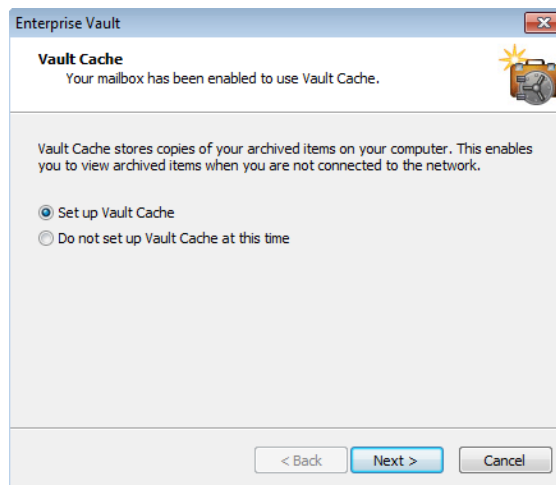 Enterprise Vault
Vault Cache
Your mailbox has been enabled to use Vault Cache.
Vault Cache stores copies of your archived items on your computer. This enables
you to view archived items when you are not connected to the network.
Set up Vault Cache
Do not set up Vault Cache at this time
< Back
Next >
Cancel